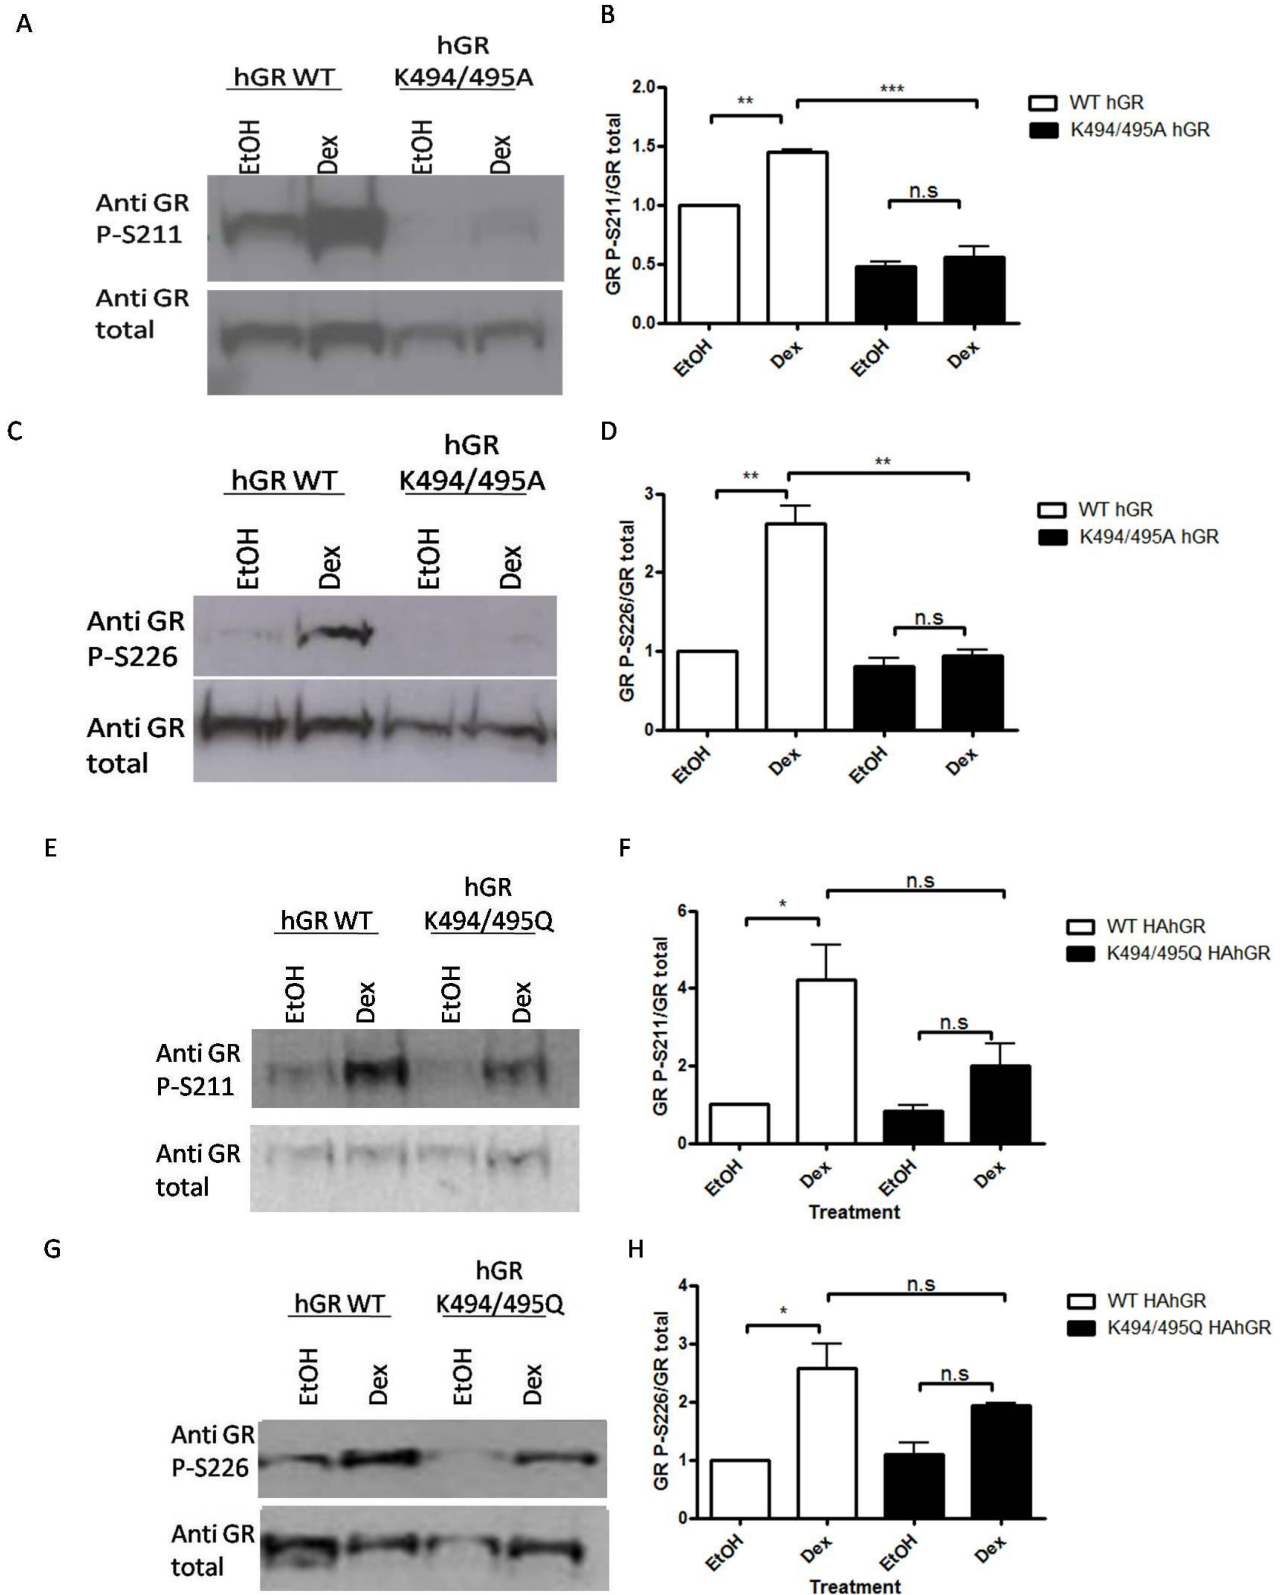 A
hGR WT
hGR
K494/495A
EtOH
Dex
EtOH
Dex
Anti GR
P-S211
Anti GR
total
B
GR P-S211/GR total
2.0
1.5
1.0
0.5
0.0
**
***
n.s
EtOH
Dex
EtOH
Dex
WT hGR
K494/495A hGR
C
hGR WT
hGR
K494/495A
EtOH
Dex
EtOH
Dex
Anti GR
P-S226
Anti GR
total
D
GR P-S226/GR total
3
2
1
0
**
**
n.s
EtOH
Dex
EtOH
Dex
WT hGR
K494/495A hGR
E
hGR WT
hGR
K494/495Q
EtOH
Dex
EtOH
Dex
Anti GR
P-S211
Anti GR
total
F
GR P-S211/GR total
6
4
2
0
*
n.s
n.s
EtOH
Dex
EtOH
Dex
Treatment
WT HAhGR
K494/495Q HAhGR
G
hGR WT
hGR
K494/495Q
EtOH
Dex
EtOH
Dex
Anti GR
P-S226
Anti GR
total
H
GR P-S226/GR total
4
3
2
1
0
*
n.s
n.s
EtOH
Dex
EtOH
Dex
Treatment
WT HAhGR
K494/495Q HAhGR